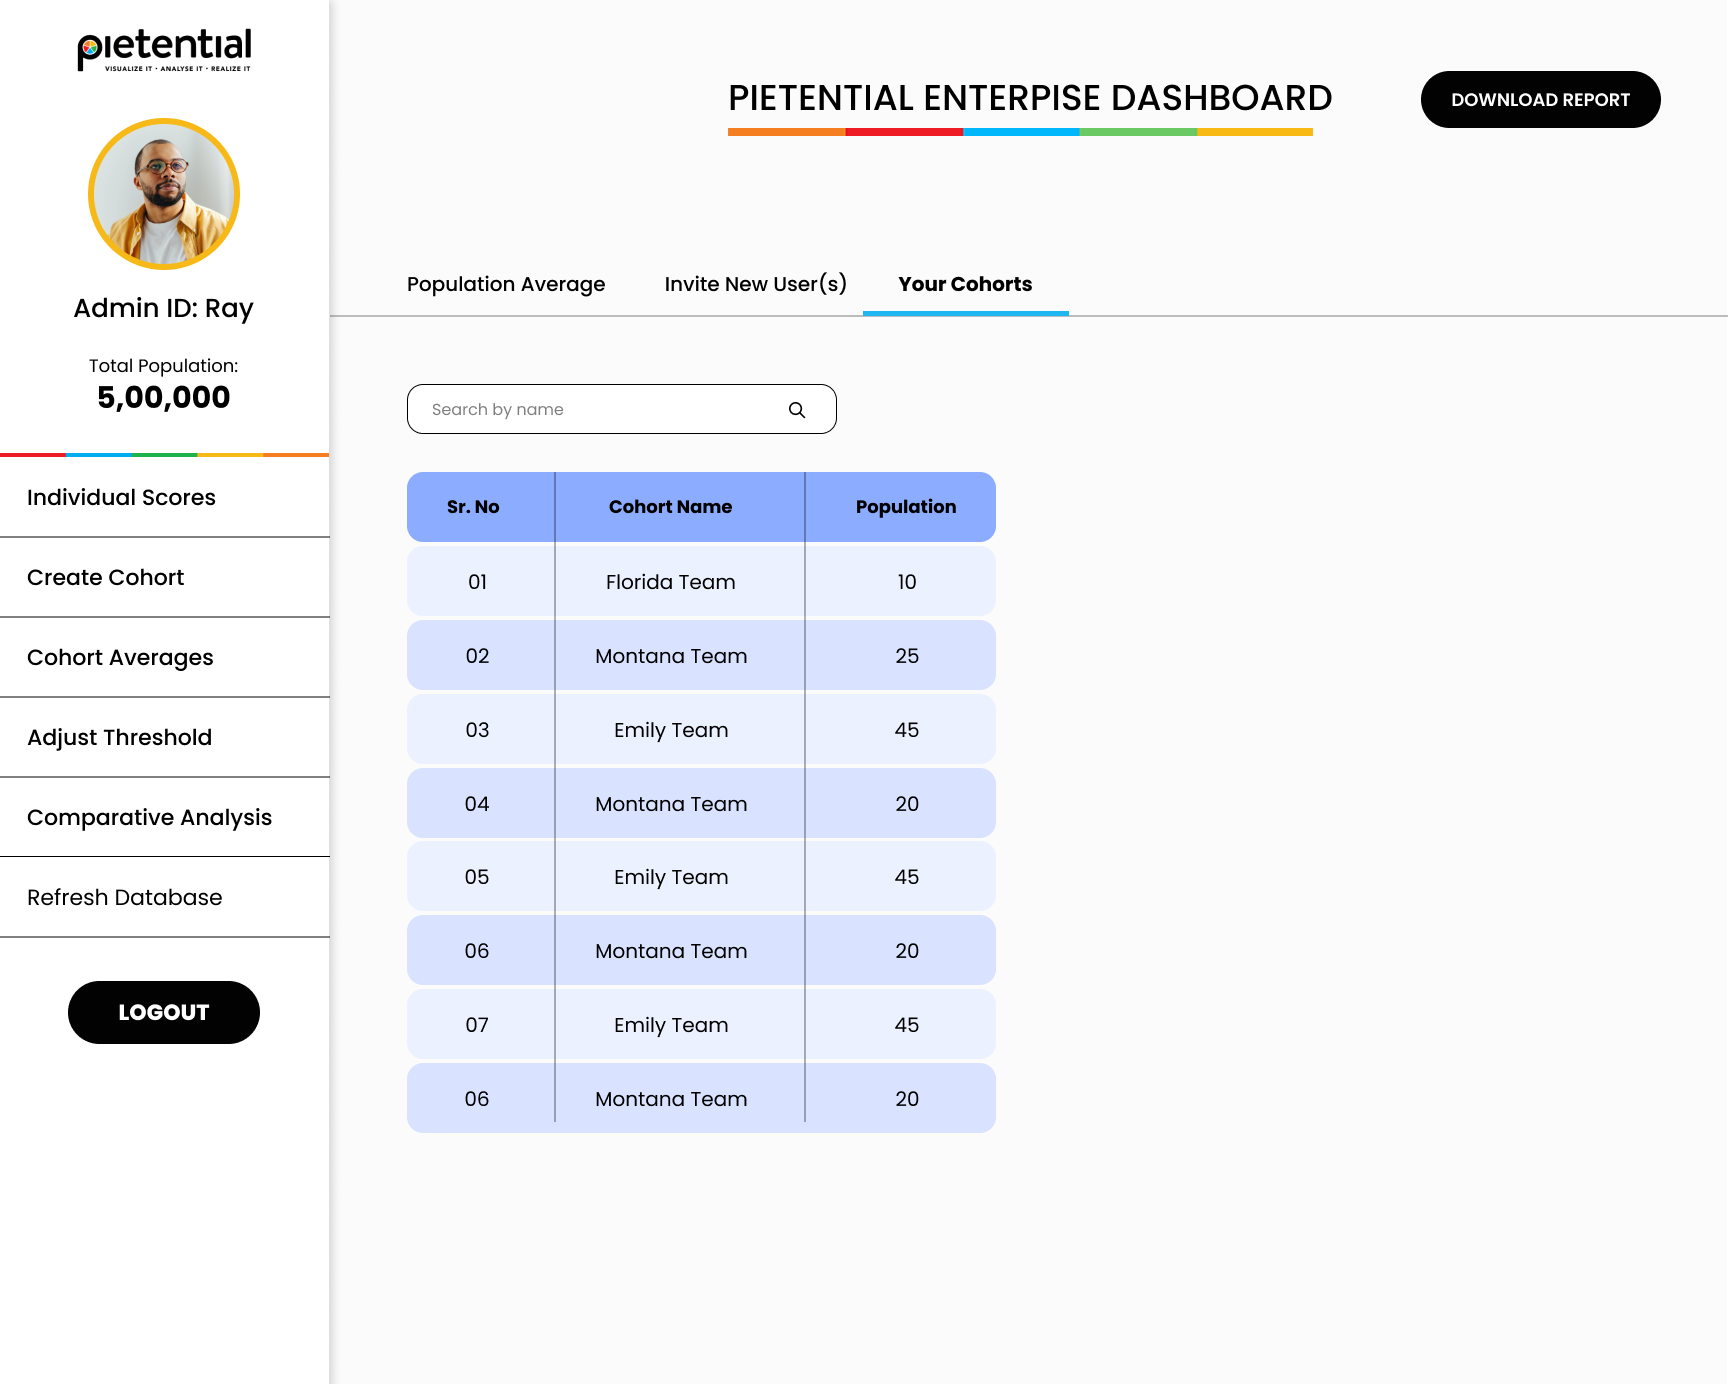 pietential
VISUALIZE IT • ANALYSE IT • REALIZE IT
Admin ID: Ray
Total Population:
5,00,000
Individual Scores
Create Cohort
Cohort Averages
Adjust Threshold
Comparative Analysis
Refresh Database
LOGOUT
PIETENTIAL ENTERPISE DASHBOARD
DOWNLOAD REPORT
Population Average Invite New User(s) Your Cohorts
Search by name
Sr. No Cohort Name Population
01 Florida Team 10
02 Montana Team 25
03 Emily Team 45
04 Montana Team 20
05 Emily Team 45
06 Montana Team 20
07 Emily Team 45
06 Montana Team 20